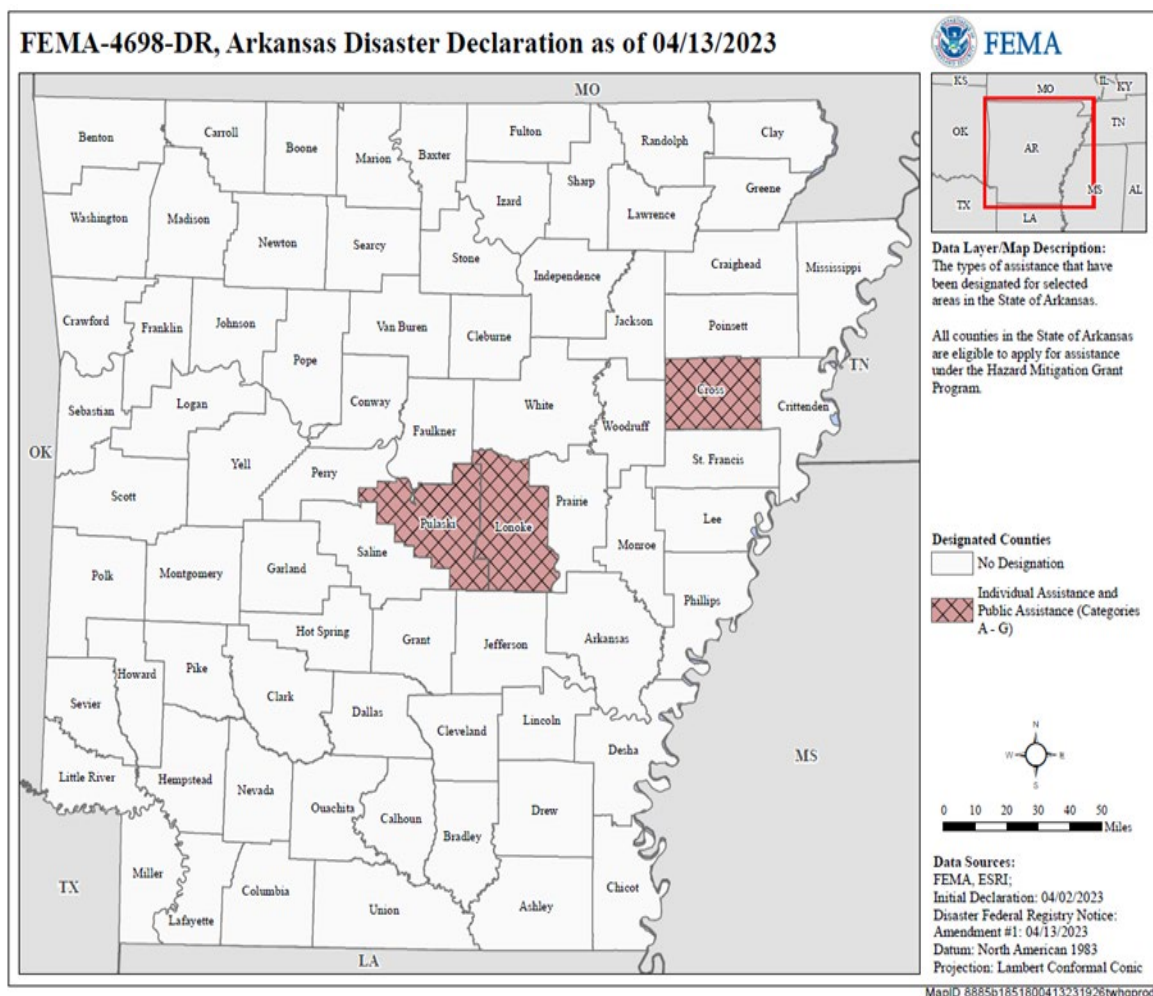 FEMA-4698-DR, Arkansas Disaster Declaration as of 04/13/2023
FEMA
MO
Benton
Carroll
Boone
Marion
Baxter
Fulton
Randolph
Clay
Sharp
Izard
Greene
Lawrence
Washington
Madison
Newton
Searcy
Stone
Independence
Craighead
Mississippi
Crawford
Franklin
Johnson
Pope
Van Buren
Cleburne
Jackson
Poinsett
TN
Cross
Crittenden
Sebastian
Logan
Conway
White
Woodruff
Faulkner
OK
Yell
Perry
St. Francis
Scott
Pulaski
Lonoke
Prairie
Lee
Saline
Monroe
Polk
Montgomery
Garland
Phillips
Hot Spring
Grant
Jefferson
Arkansas
Howard
Pike
Clark
Sevier
Dallas
Cleveland
Lincoln
Desha
MS
Little River
Hempstead
Nevada
Ouachita
Calhoun
Bradley
Drew
Miller
TX
Columbia
Lafayette
Union
Ashley
Chicot
LA
KS
MO
IL
KY
OK
AR
TN
TX
LA
MS
AL
Data Layer/Map Description:
The types of assistance that have
been designated for selected
areas in the State of Arkansas.
All counties in the State of Arkansas
are eligible to apply for assistance
under the Hazard Mitigation Grant
Program.
Designated Counties
No Designation
Individual Assistance and
Public Assistance (Categories
A - G)
N
W
E
S
0 10 20 30 40 50
Miles
Data Sources:
FEMA, ESRI;
Initial Declaration: 04/02/2023
Disaster Federal Registry Notice:
Amendment #1: 04/13/2023
Datum: North American 1983
Projection: Lambert Conformal Conic
MapID 8885b1851800413231926twhqprod